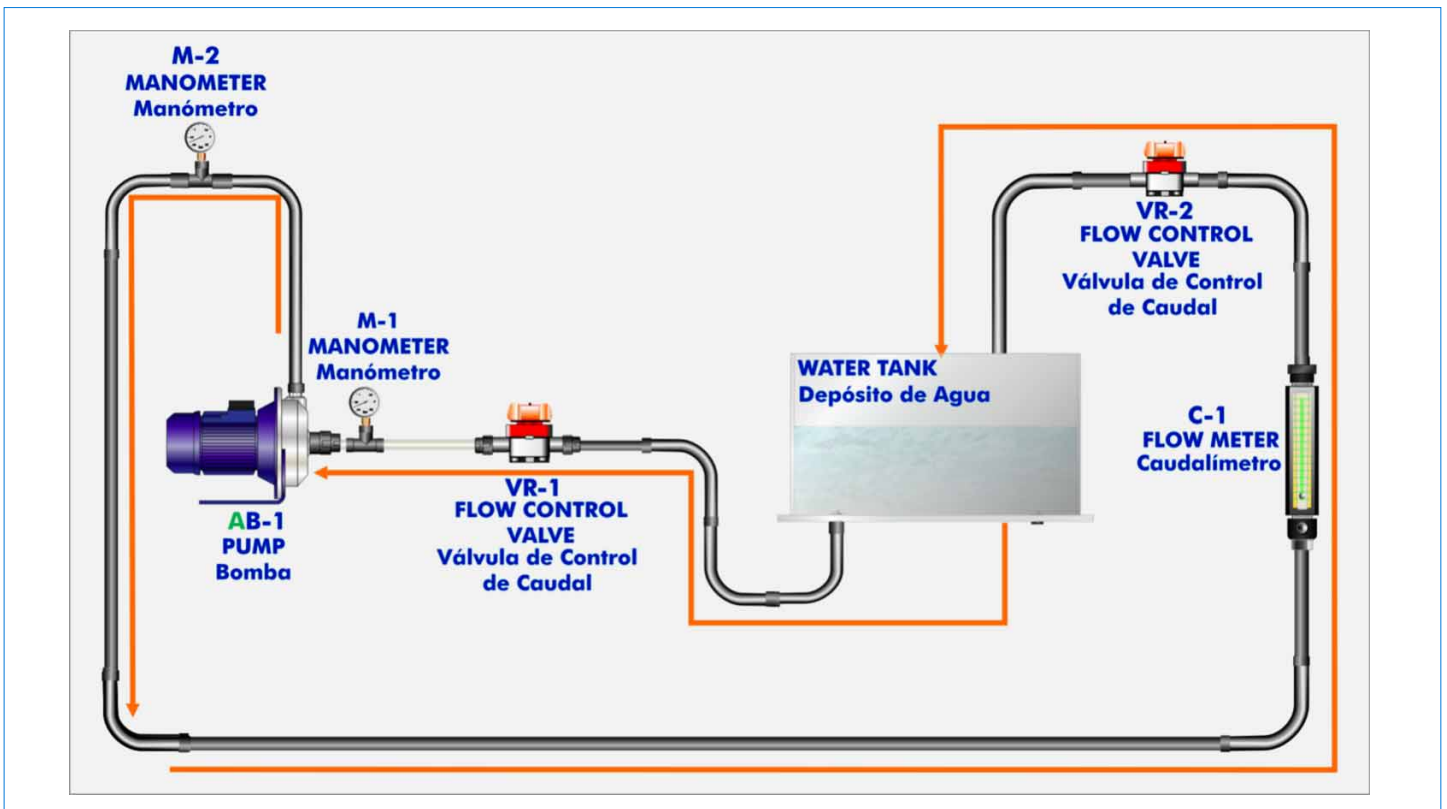 M-2
MANOMETER
Manómetro
M-1
MANOMETER
Manómetro
AB-1
PUMP
Bomba
VR-1
FLOW CONTROL
VALVE
Válvula de Control
de Caudal
WATER TANK
Depósito de Agua
VR-2
FLOW CONTROL
VALVE
Válvula de Control
de Caudal
C-1
FLOW METER
Caudalímetro